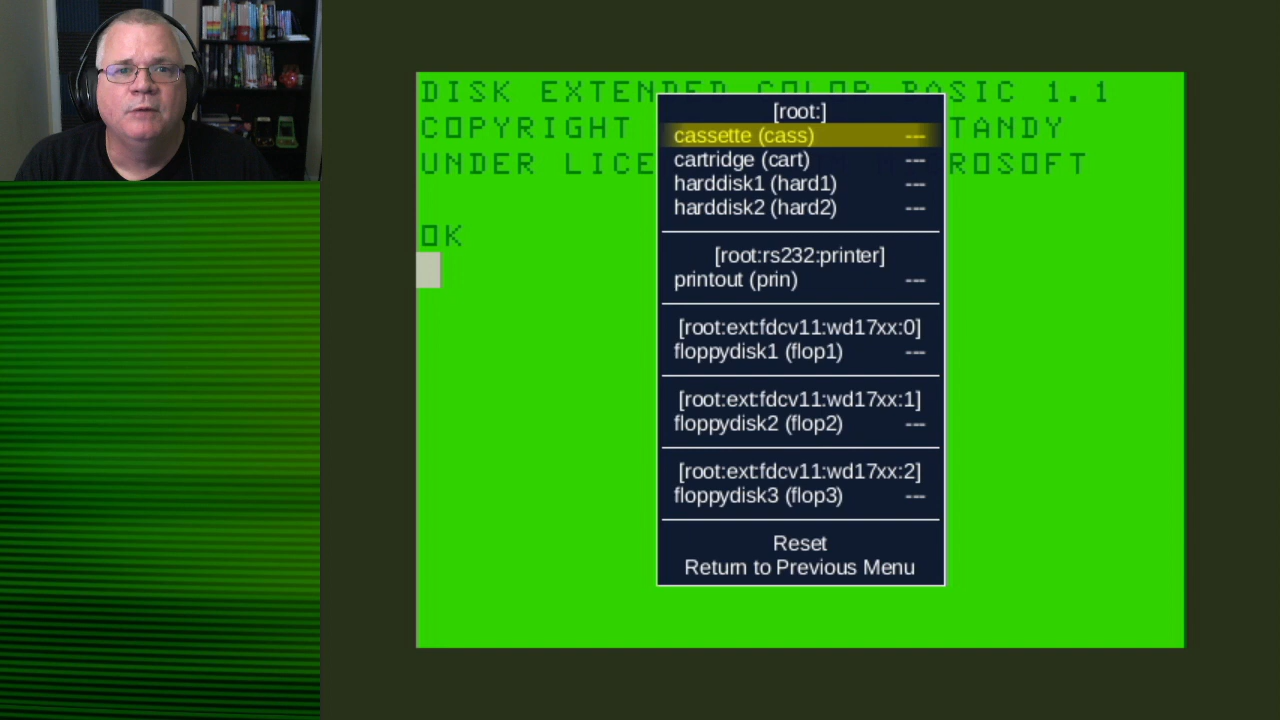 DISK EXTENDED COLOR BASIC 1.1
COPYRIGHT TANDY
UNDER LICE ROSOFT
OK
[root:]
cassette (cass) ---
cartridge (cart) ---
harddisk1 (hard1) ---
harddisk2 (hard2) ---
[root:rs232:printer]
printout (prin) ---
[root:ext:fdcv11:wd17xx:0]
floppydisk1 (flop1) ---
[root:ext:fdcv11:wd17xx:1]
floppydisk2 (flop2) ---
[root:ext:fdcv11:wd17xx:2]
floppydisk3 (flop3) ---
Reset
Return to Previous Menu